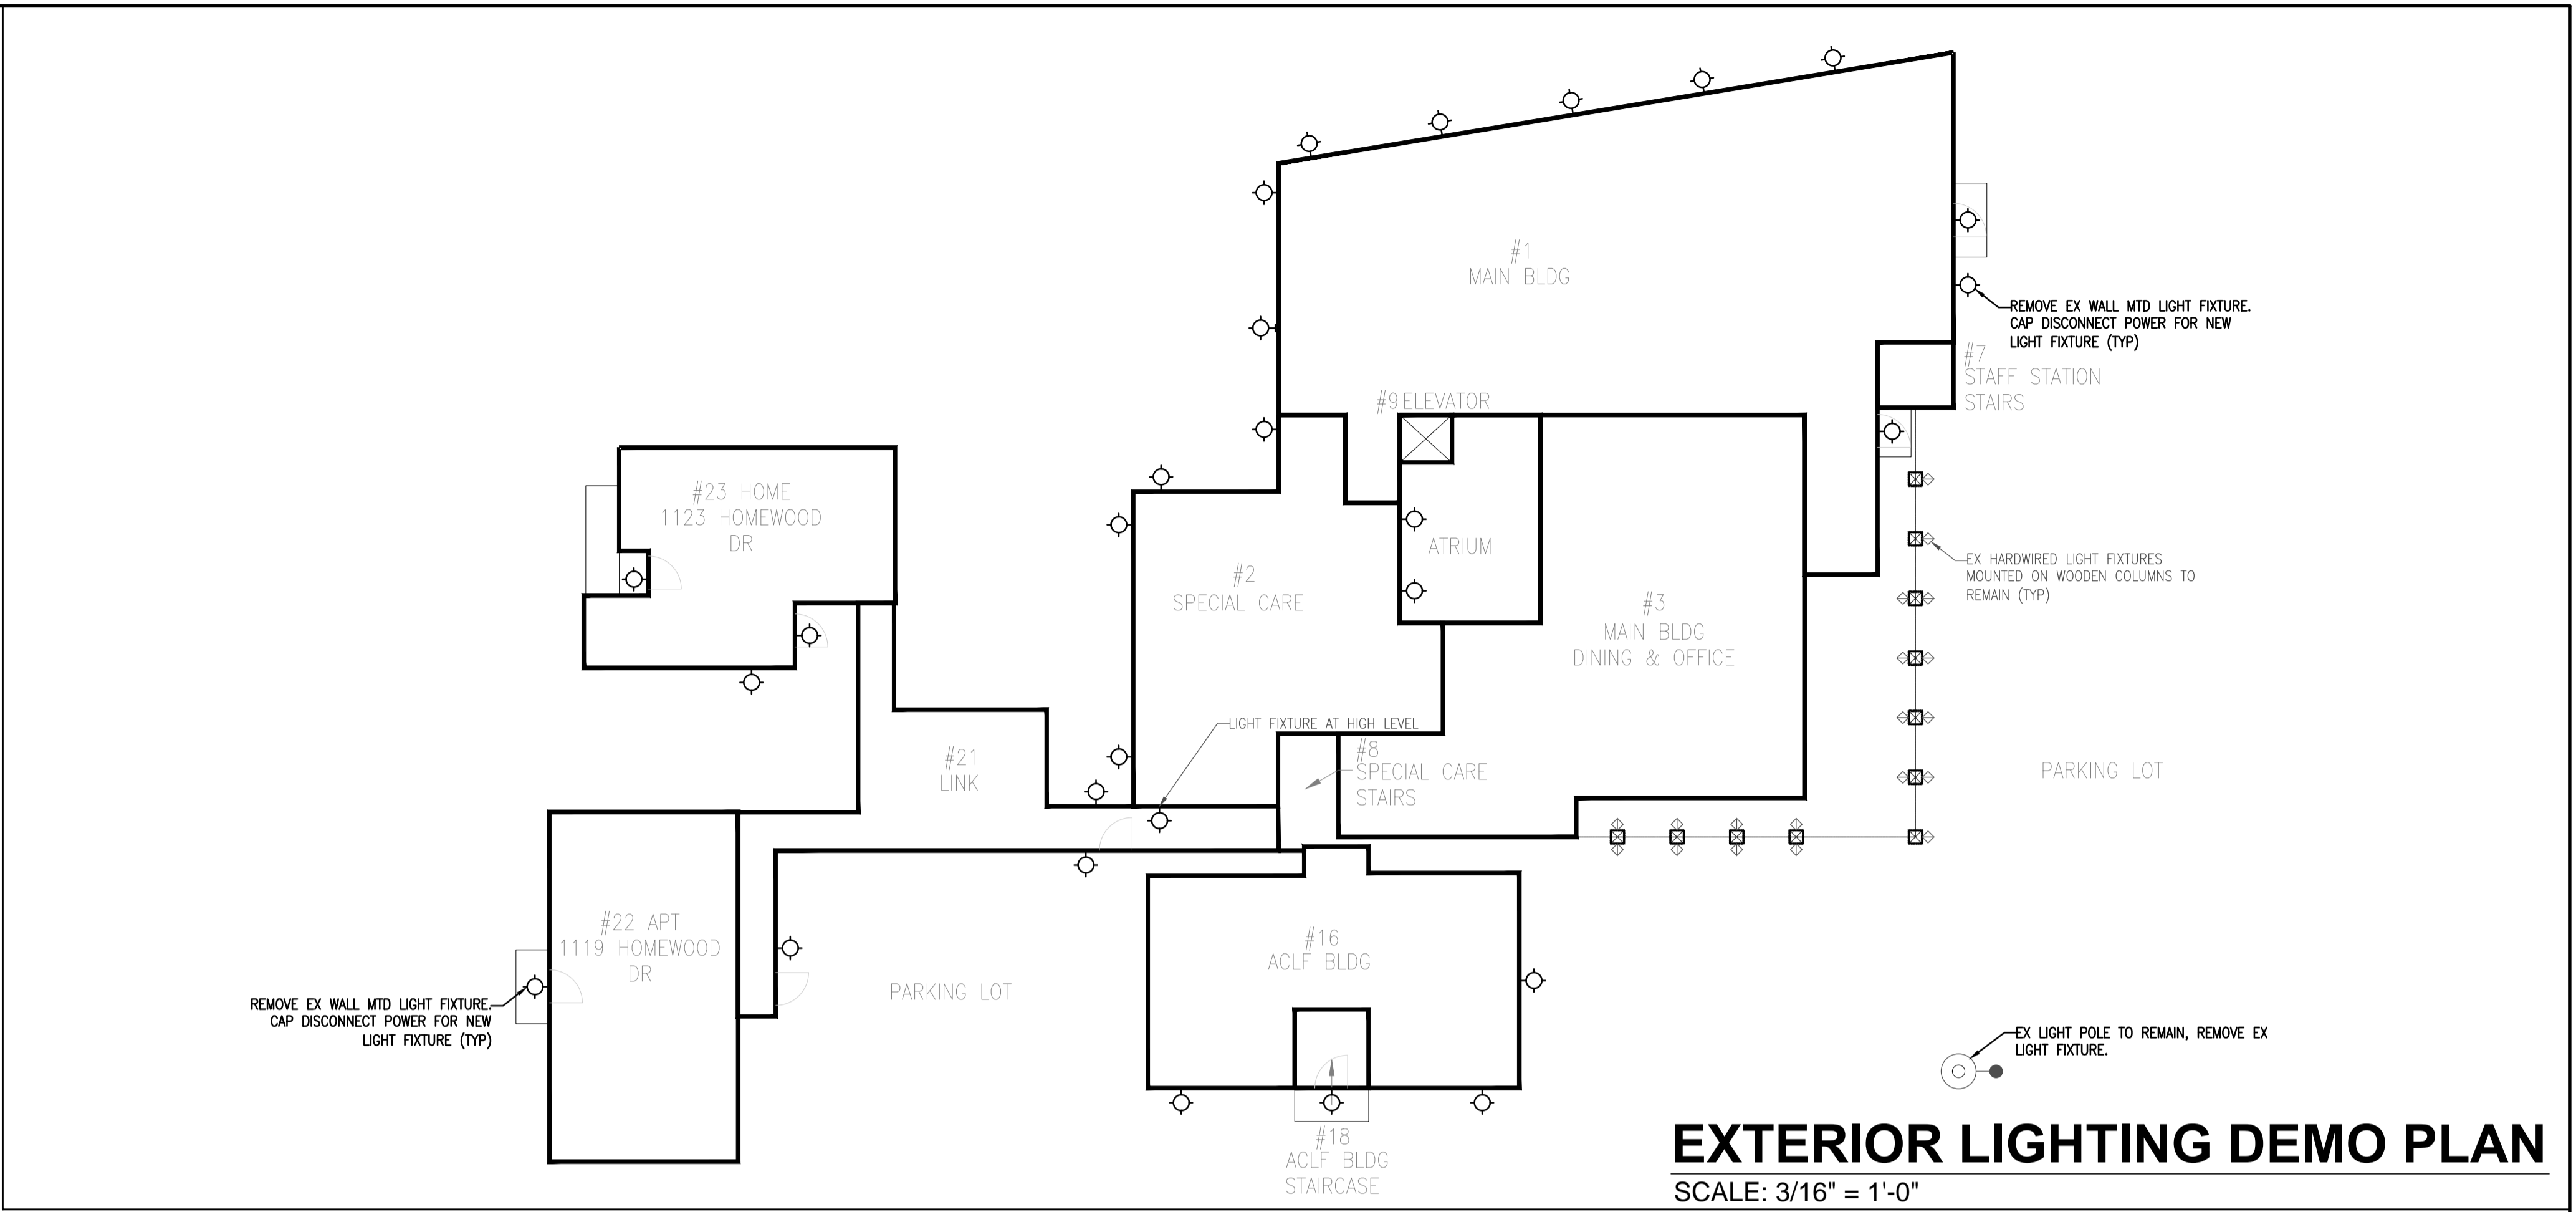 #1
MAIN BLDG
REMOVE EX WALL MTD LIGHT FIXTURE.
CAP DISCONNECT POWER FOR NEW
LIGHT FIXTURE (TYP)
#7
STAFF STATION
STAIRS
#9 ELEVATOR
#23 HOME
1123 HOMEWOOD
DR
ATRIUM
#2
SPECIAL CARE
EX HARDWIRED LIGHT FIXTURES
MOUNTED ON WOODEN COLUMNS TO
REMAIN (TYP)
#3
MAIN BLDG
DINING & OFFICE
LIGHT FIXTURE AT HIGH LEVEL
#21
LINK
#8
SPECIAL CARE
STAIRS
PARKING LOT
#22 APT
1119 HOMEWOOD
DR
#16
ACLF BLDG
PARKING LOT
REMOVE EX WALL MTD LIGHT FIXTURE.
CAP DISCONNECT POWER FOR NEW
LIGHT FIXTURE (TYP)
EX LIGHT POLE TO REMAIN, REMOVE EX
LIGHT FIXTURE.
#18
ACLF BLDG
STAIRCASE
EXTERIOR LIGHTING DEMO PLAN
SCALE: 3/16" = 1'-0"